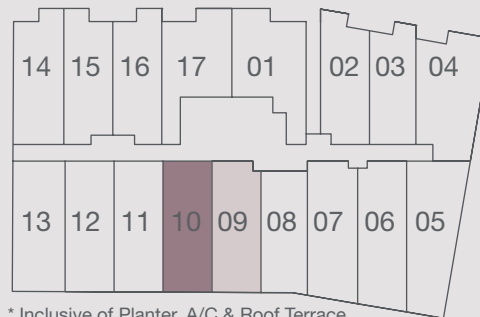 14 15 16 17 01 02 03 04
13 12 11 10 09 08 07 06 05
* Inclusive of Planter, A/C & Roof Terrace